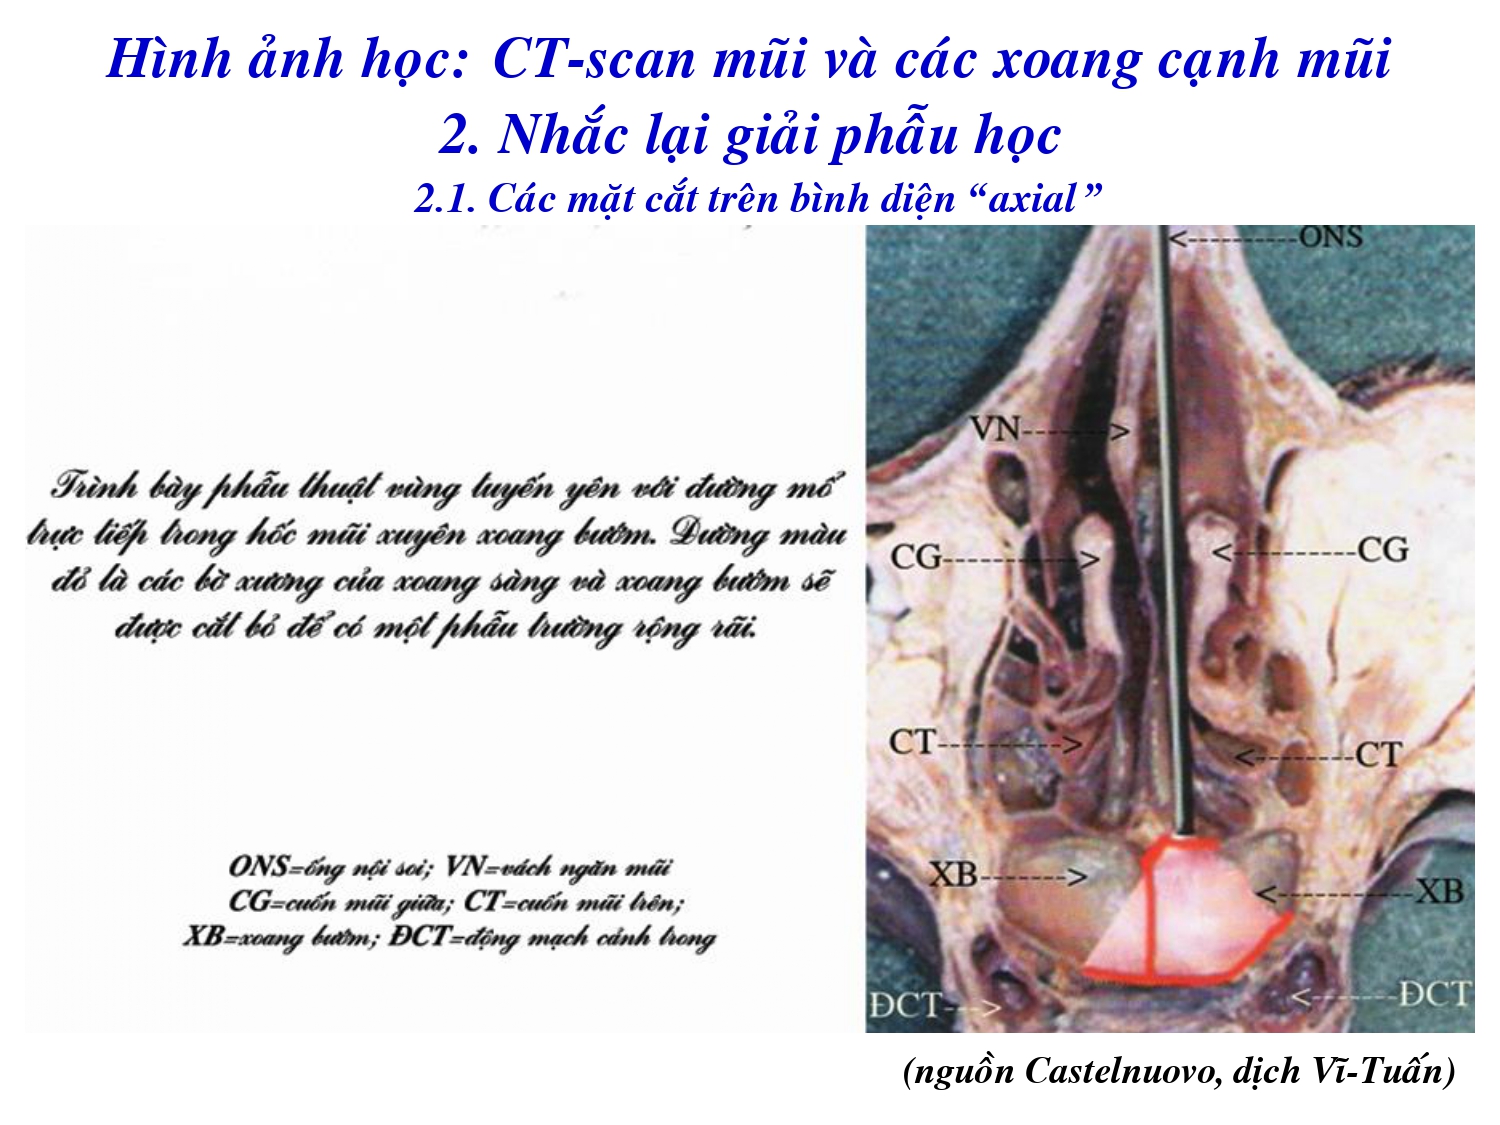 Hình ảnh học: CT-scan mũi và các xoang cạnh mũi
2. Nhắc lại giải phẫu học
2.1. Các mặt cắt trên bình diện “axial”
Trình bày phẫu thuật vùng tuyến yên với đường mổ
trực tiếp trong hốc mũi xuyên xoang bướm. Đường màu
đỏ là các bờ xương của xoang sàng và xoang bướm sẽ
được cắt bỏ để có một phẫu trường rộng rãi.
ONS=ống nội soi; VN=vách ngăn mũi
CG=cuốn mũi giữa; CT=cuốn mũi trên;
XB=xoang bướm; ĐCT=động mạch cảnh trong
<----------ONS
VN------->
CG---------->
<---------CG
CT--------->
<-------CT
XB------>
<----------XB
ĐCT--->
<-------ĐCT
(nguồn Castelnuovo, dịch Vĩ-Tuấn)